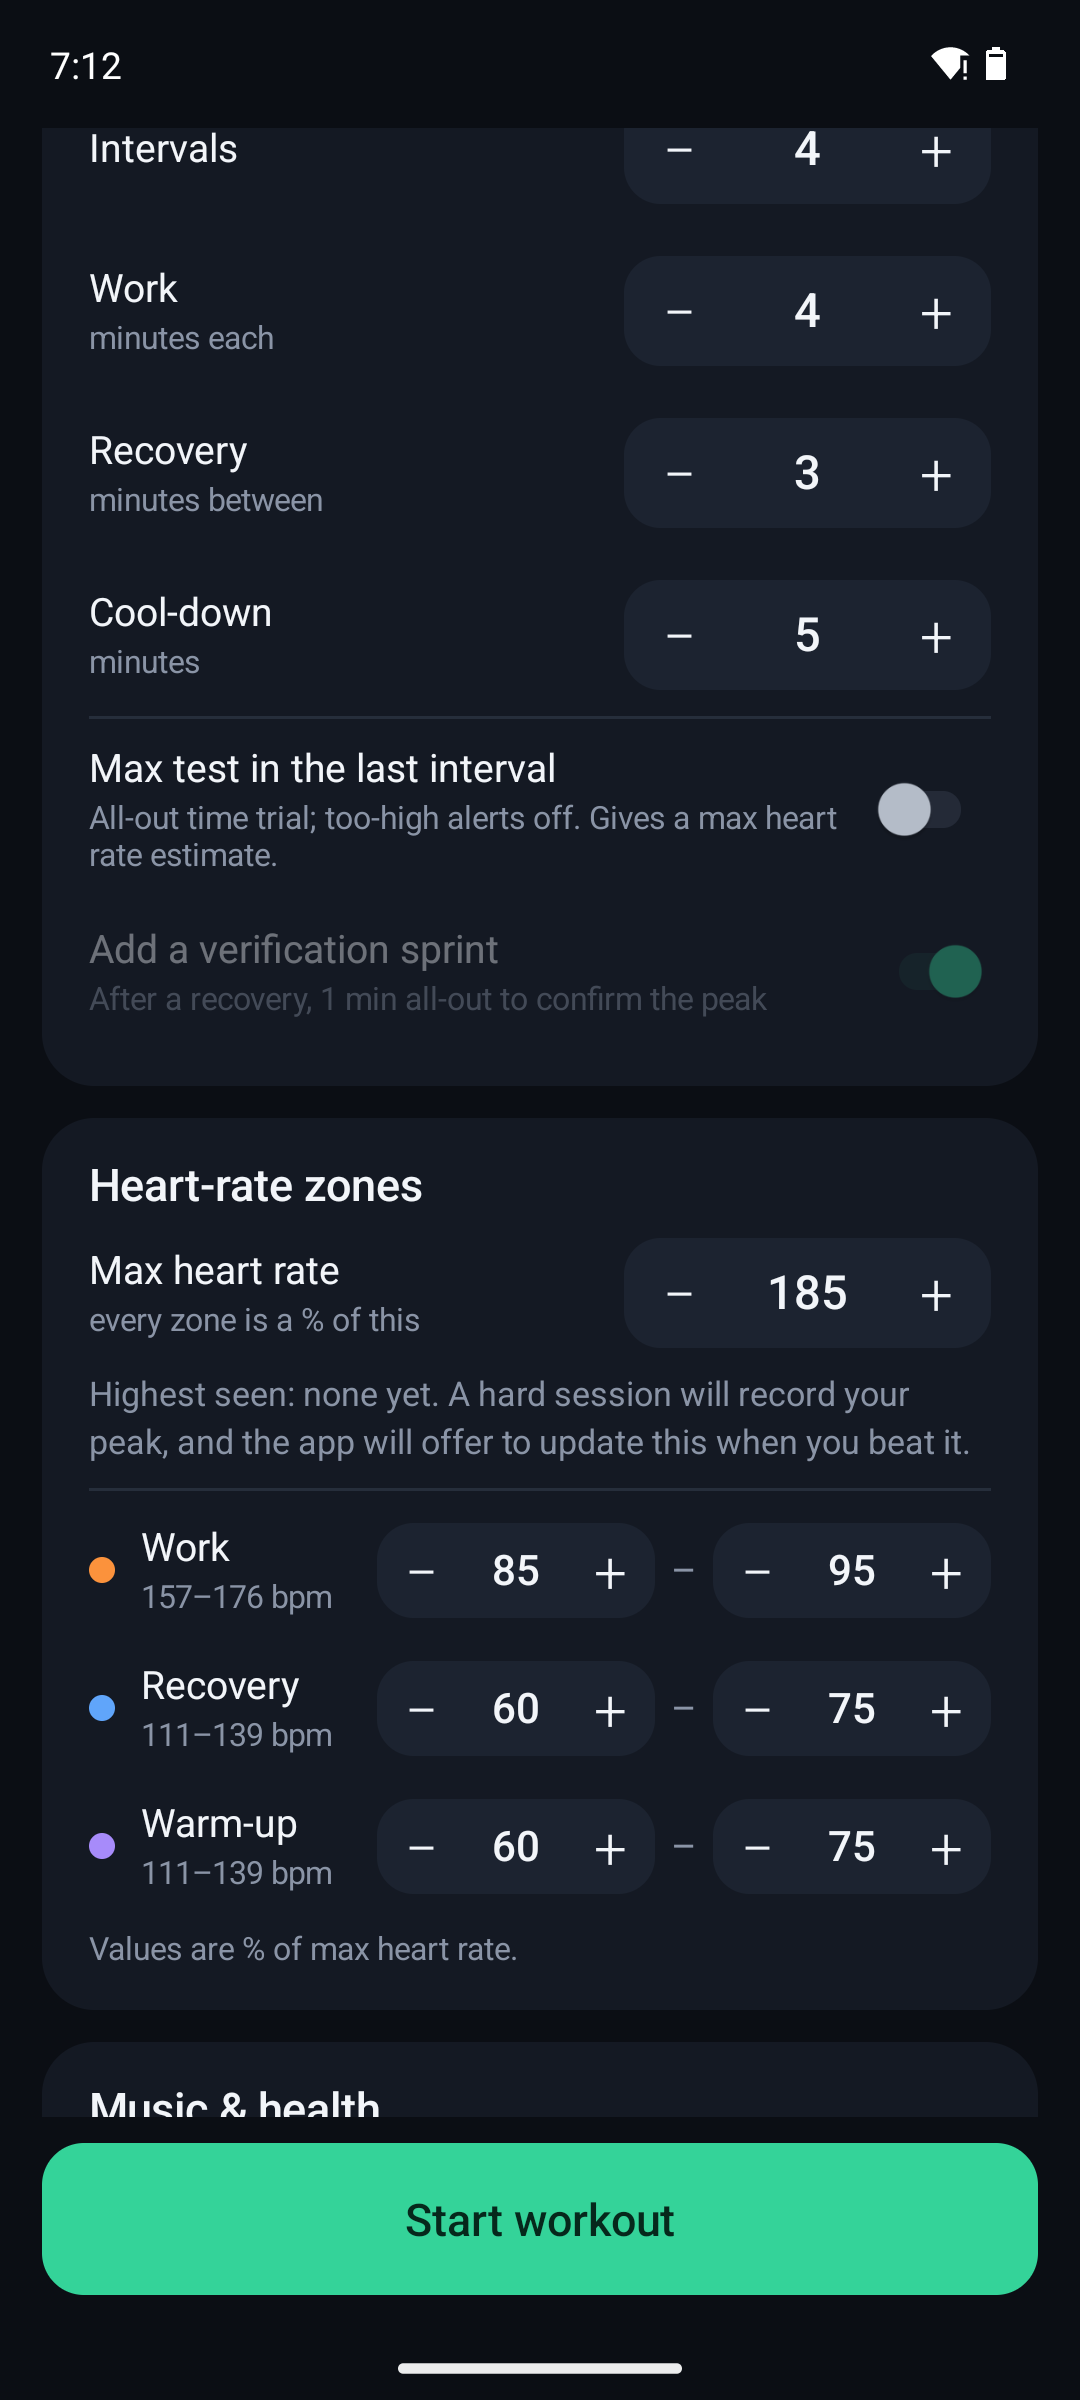 7:12
Intervals
− 4 +
Work
minutes each
− 4 +
Recovery
minutes between
− 3 +
Cool-down
minutes
− 5 +
Max test in the last interval
All-out time trial; too-high alerts off. Gives a max heart
rate estimate.
Add a verification sprint
After a recovery, 1 min all-out to confirm the peak
Heart-rate zones
Max heart rate
every zone is a % of this
− 185 +
Highest seen: none yet. A hard session will record your
peak, and the app will offer to update this when you beat it.
Work
157–176 bpm
− 85 + – − 95 +
Recovery
111–139 bpm
− 60 + – − 75 +
Warm-up
111–139 bpm
− 60 + – − 75 +
Values are % of max heart rate.
Music & health
Start workout